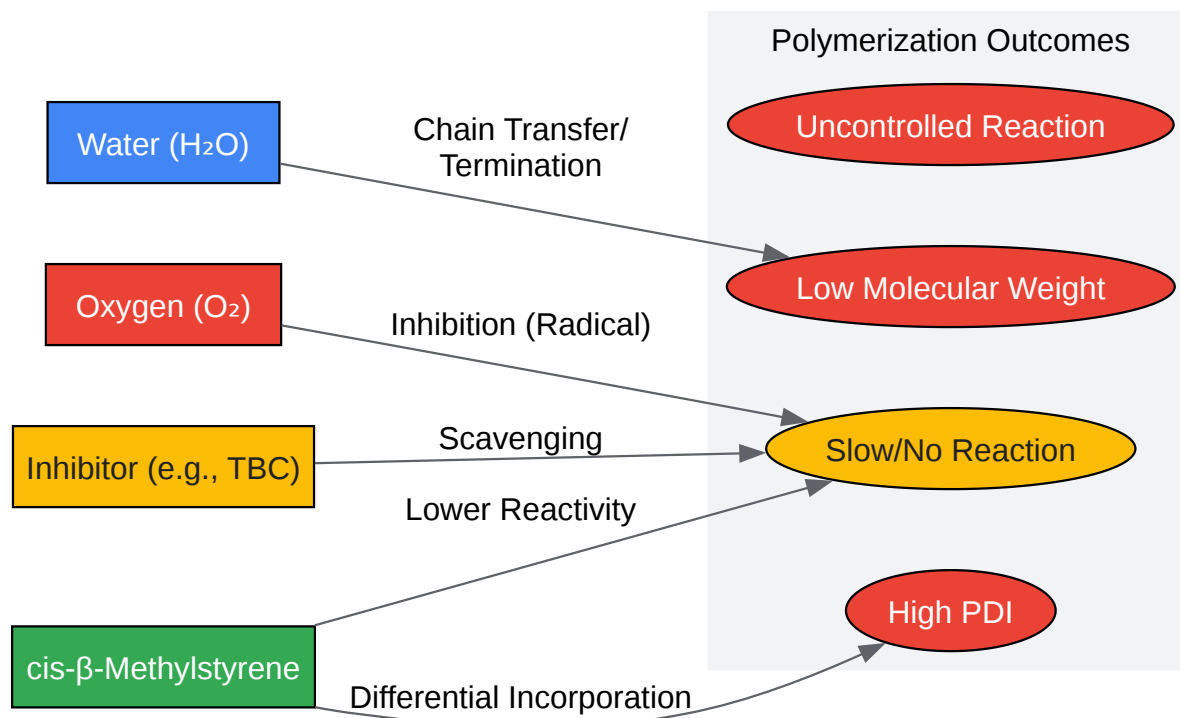 Polymerization Outcomes
Water (H₂O)
Chain Transfer/
Termination
Uncontrolled Reaction
Oxygen (O₂)
Inhibition (Radical)
Low Molecular Weight
Inhibitor (e.g., TBC)
Scavenging
Slow/No Reaction
Lower Reactivity
cis-β-Methylstyrene
Differential Incorporation
High PDI